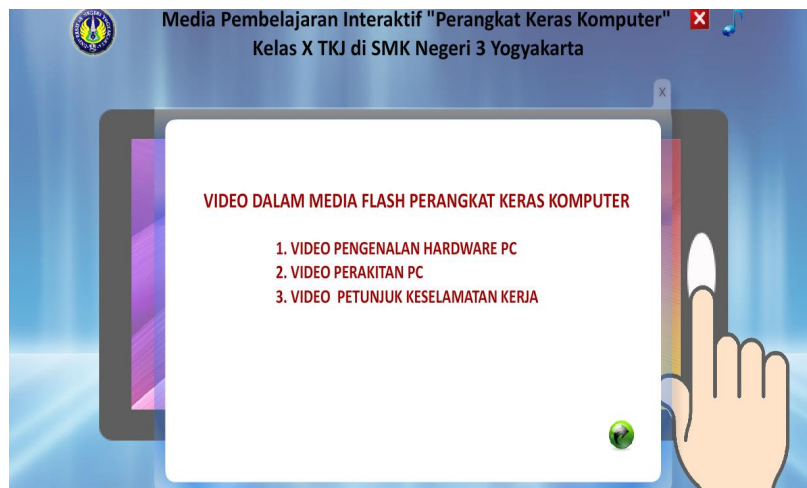 Media Pembelajaran Interaktif "Perangkat Keras Komputer"
Kelas X TKJ di SMK Negeri 3 Yogyakarta
X
VIDEO DALAM MEDIA FLASH PERANGKAT KERAS KOMPUTER
1. VIDEO PENGENALAN HARDWARE PC
2. VIDEO PERAKITAN PC
3. VIDEO PETUNJUK KESELAMATAN KERJA